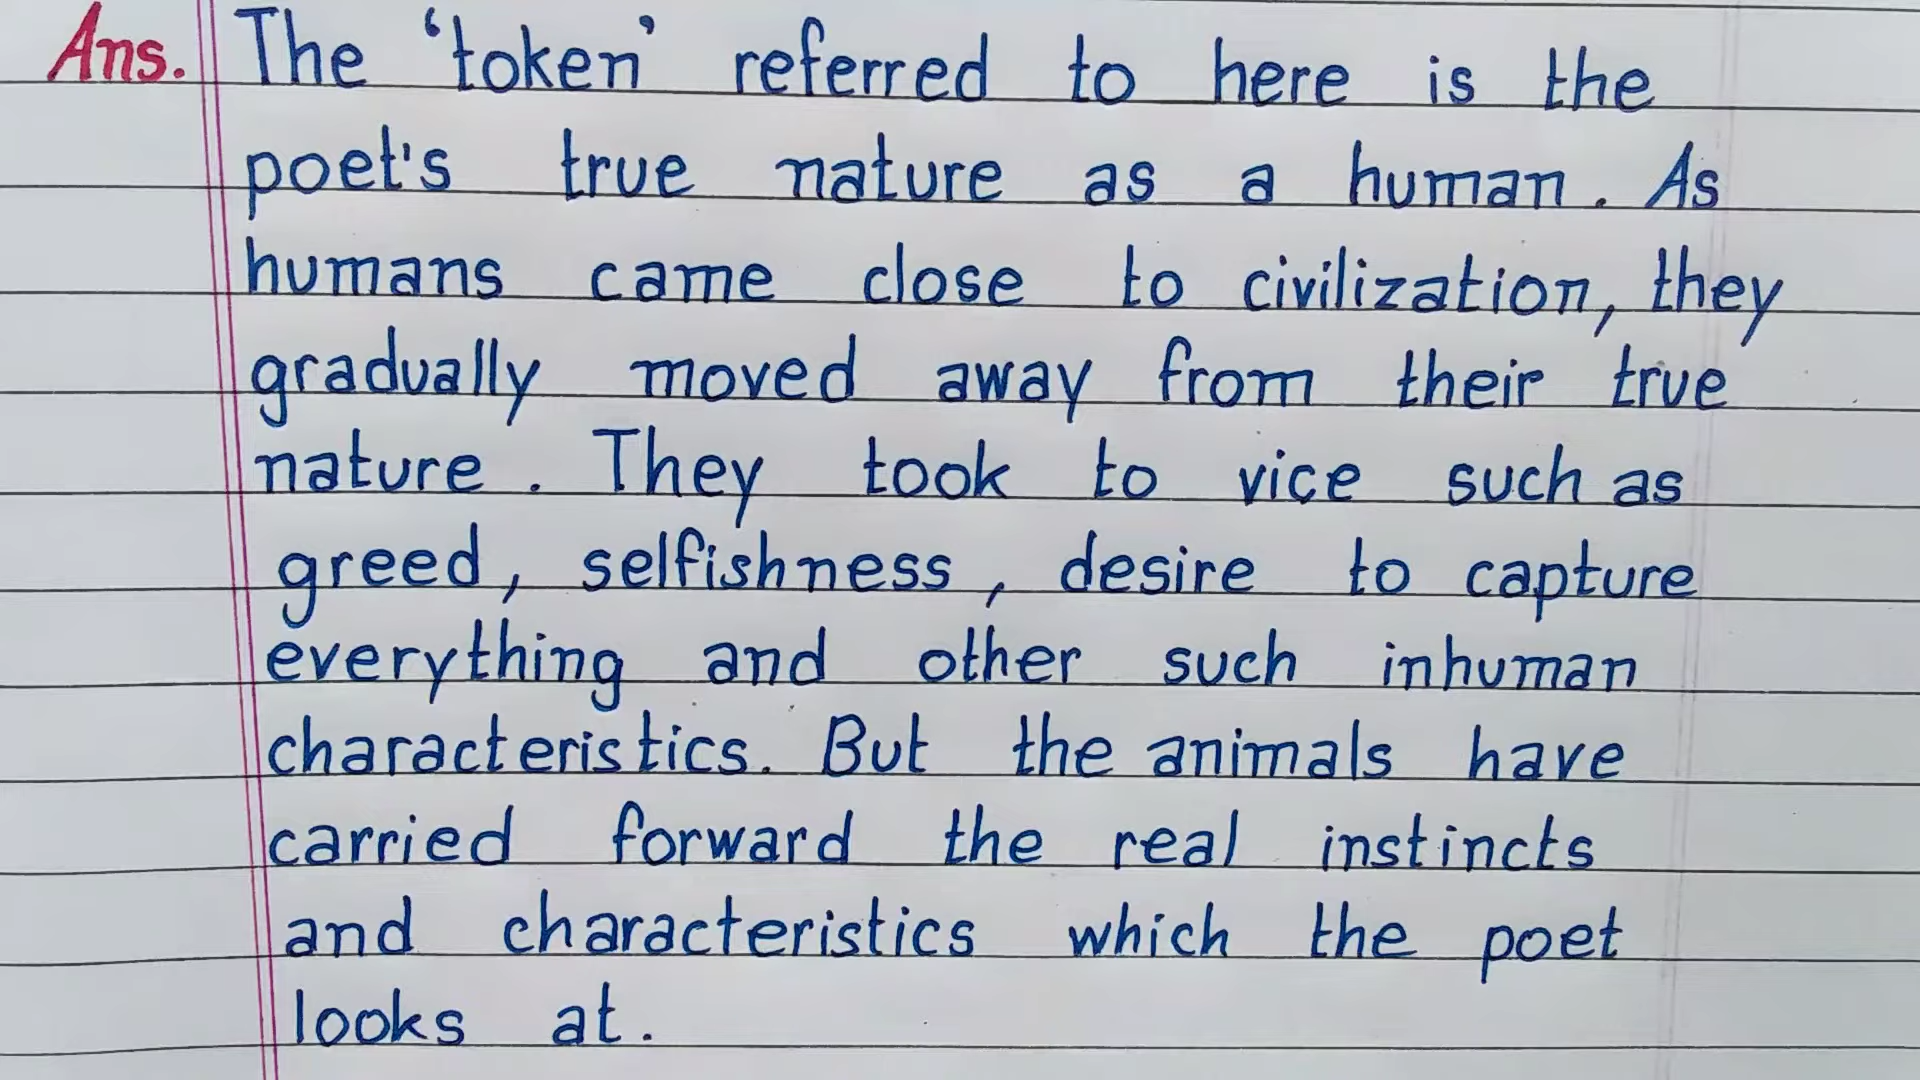 Ans. The ‘token’ referred to here is the
poet's true nature as a human. As
humans came close to civilization, they
gradually moved away from their true
nature. They took to vice such as
greed, selfishness, desire to capture
everything and other such inhuman
characteristics. But the animals have
carried forward the real instincts
and characteristics which the poet
looks at.